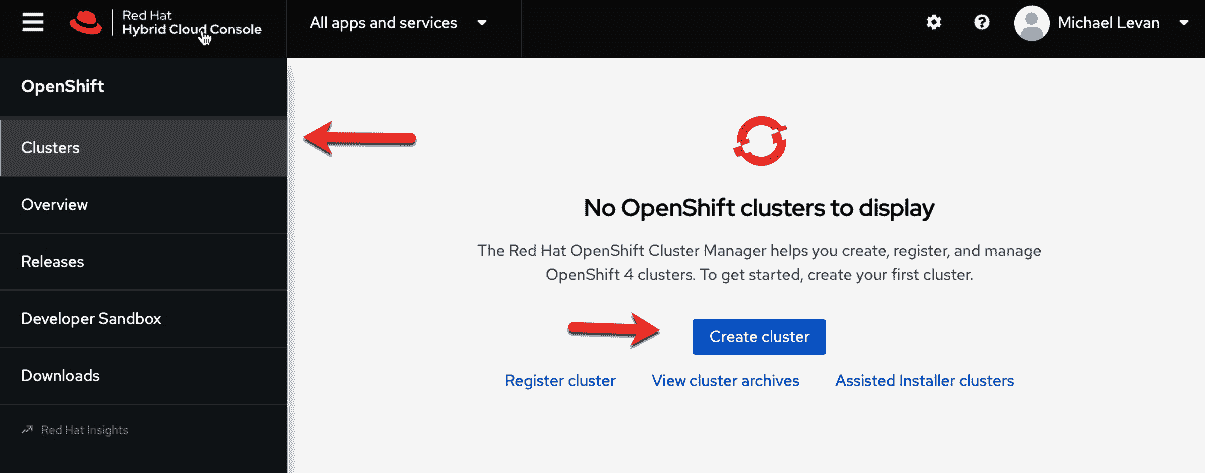 Red Hat
Hybrid Cloud Console
All apps and services
Michael Levan
OpenShift
Clusters
Overview
Releases
Developer Sandbox
Downloads
Red Hat Insights
No OpenShift clusters to display
The Red Hat OpenShift Cluster Manager helps you create, register, and manage
OpenShift 4 clusters. To get started, create your first cluster.
Create cluster
Register cluster
View cluster archives
Assisted Installer clusters